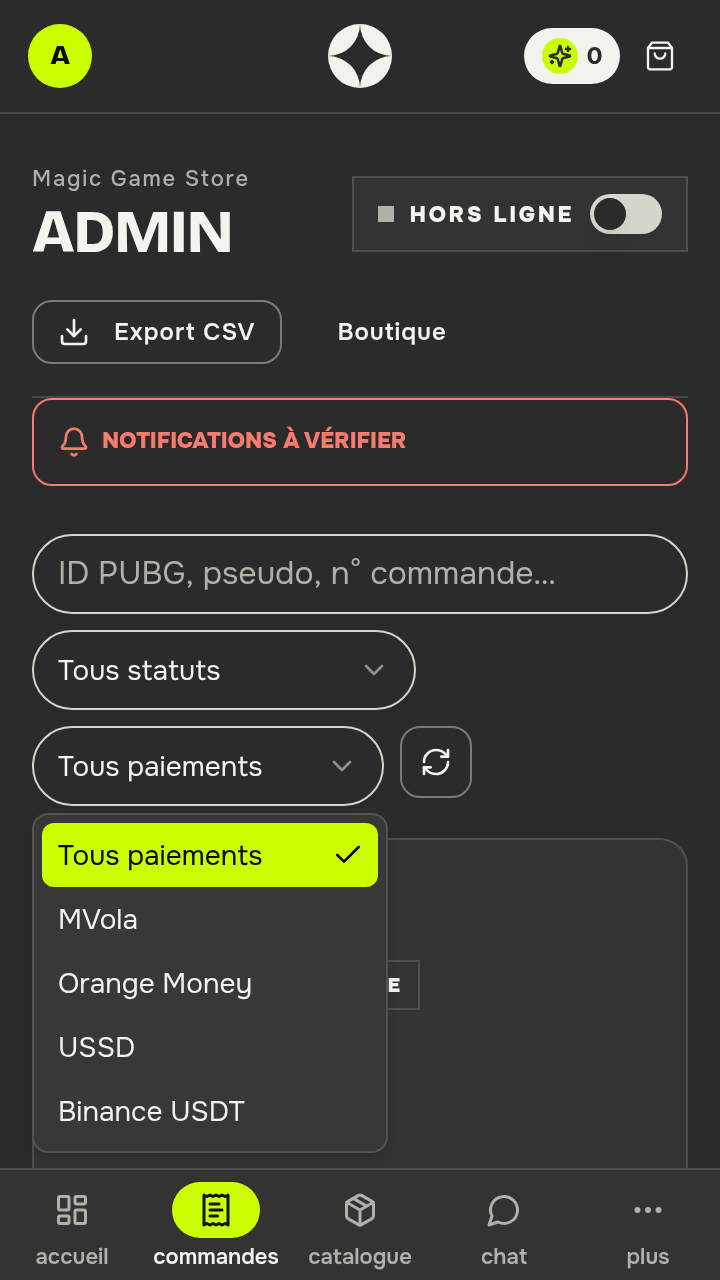 A
0
Magic Game Store
ADMIN
HORS LIGNE
Export CSV
Boutique
NOTIFICATIONS À VÉRIFIER
ID PUBG, pseudo, n° commande...
Tous statuts
Tous paiements
Tous paiements
MVola
Orange Money
E
USSD
Binance USDT
accueil
commandes
catalogue
chat
plus